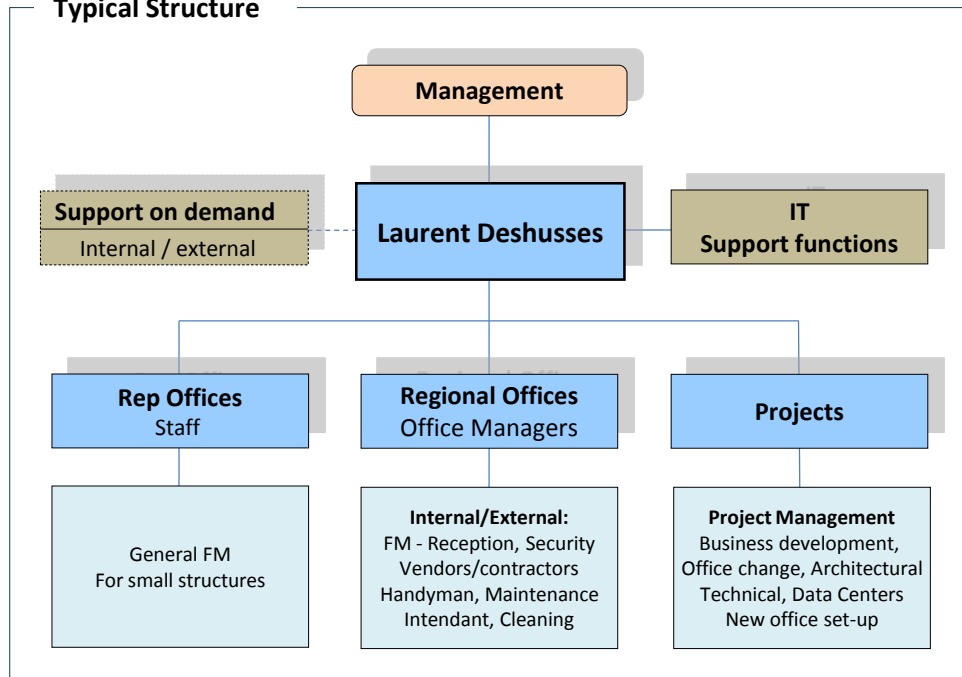 Typical Structure
Management
Support on demand
Internal / external
Laurent Deshusses
IT
Support functions
Rep Offices
Staff
Regional Offices
Office Managers
Projects
General FM
For small structures
Internal/External:
FM - Reception, Security
Vendors/contractors
Handyman, Maintenance
Intendant, Cleaning
Project Management
Business development,
Office change, Architectural
Technical, Data Centers
New office set-up